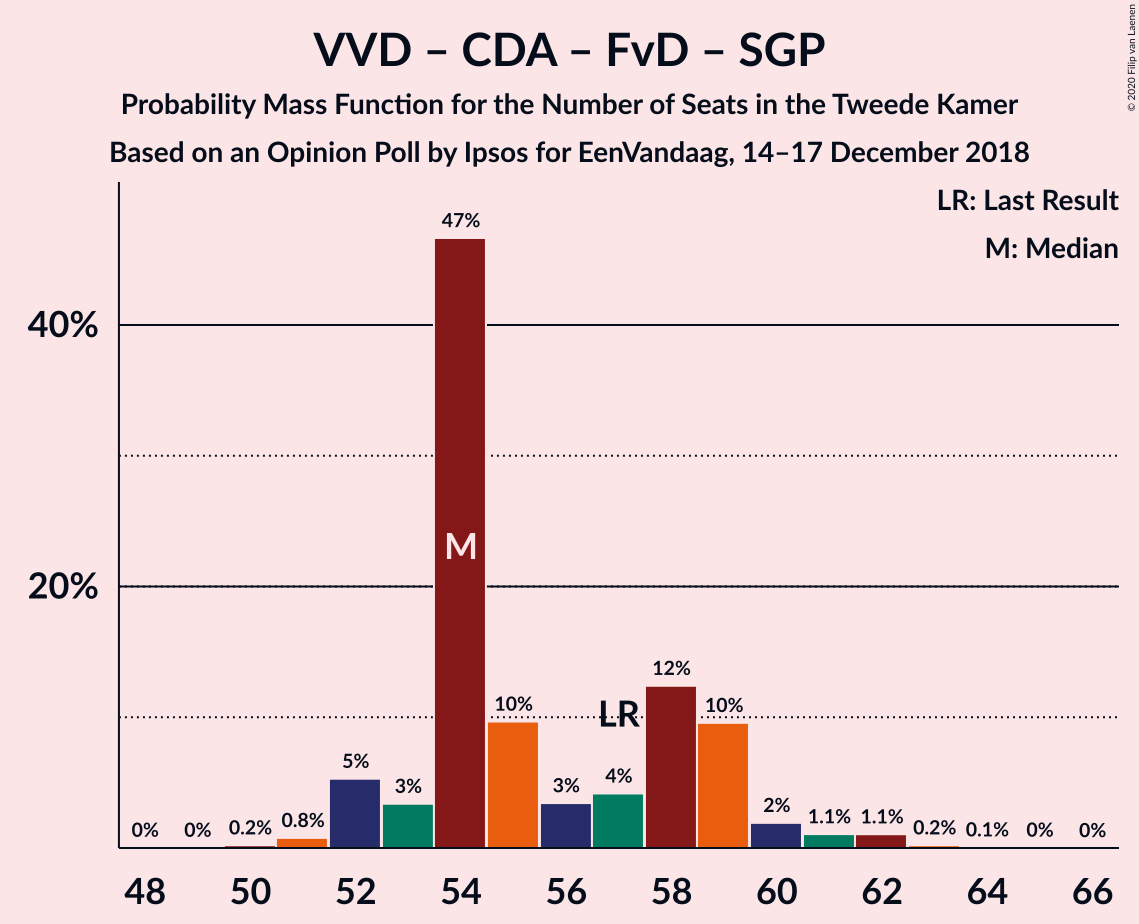 VVD – CDA – FvD – SGP
Probability Mass Function for the Number of Seats in the Tweede Kamer
Based on an Opinion Poll by Ipsos for EenVandaag, 14–17 December 2018
© 2020 Filip van Laenen
LR: Last Result
M: Median
40%
20%
0%
0%
0.2%
0.8%
5%
3%
47%
M
10%
3%
4%
LR
12%
10%
2%
1.1%
1.1%
0.2%
0.1%
0%
0%
48 50 52 54 56 58 60 62 64 66